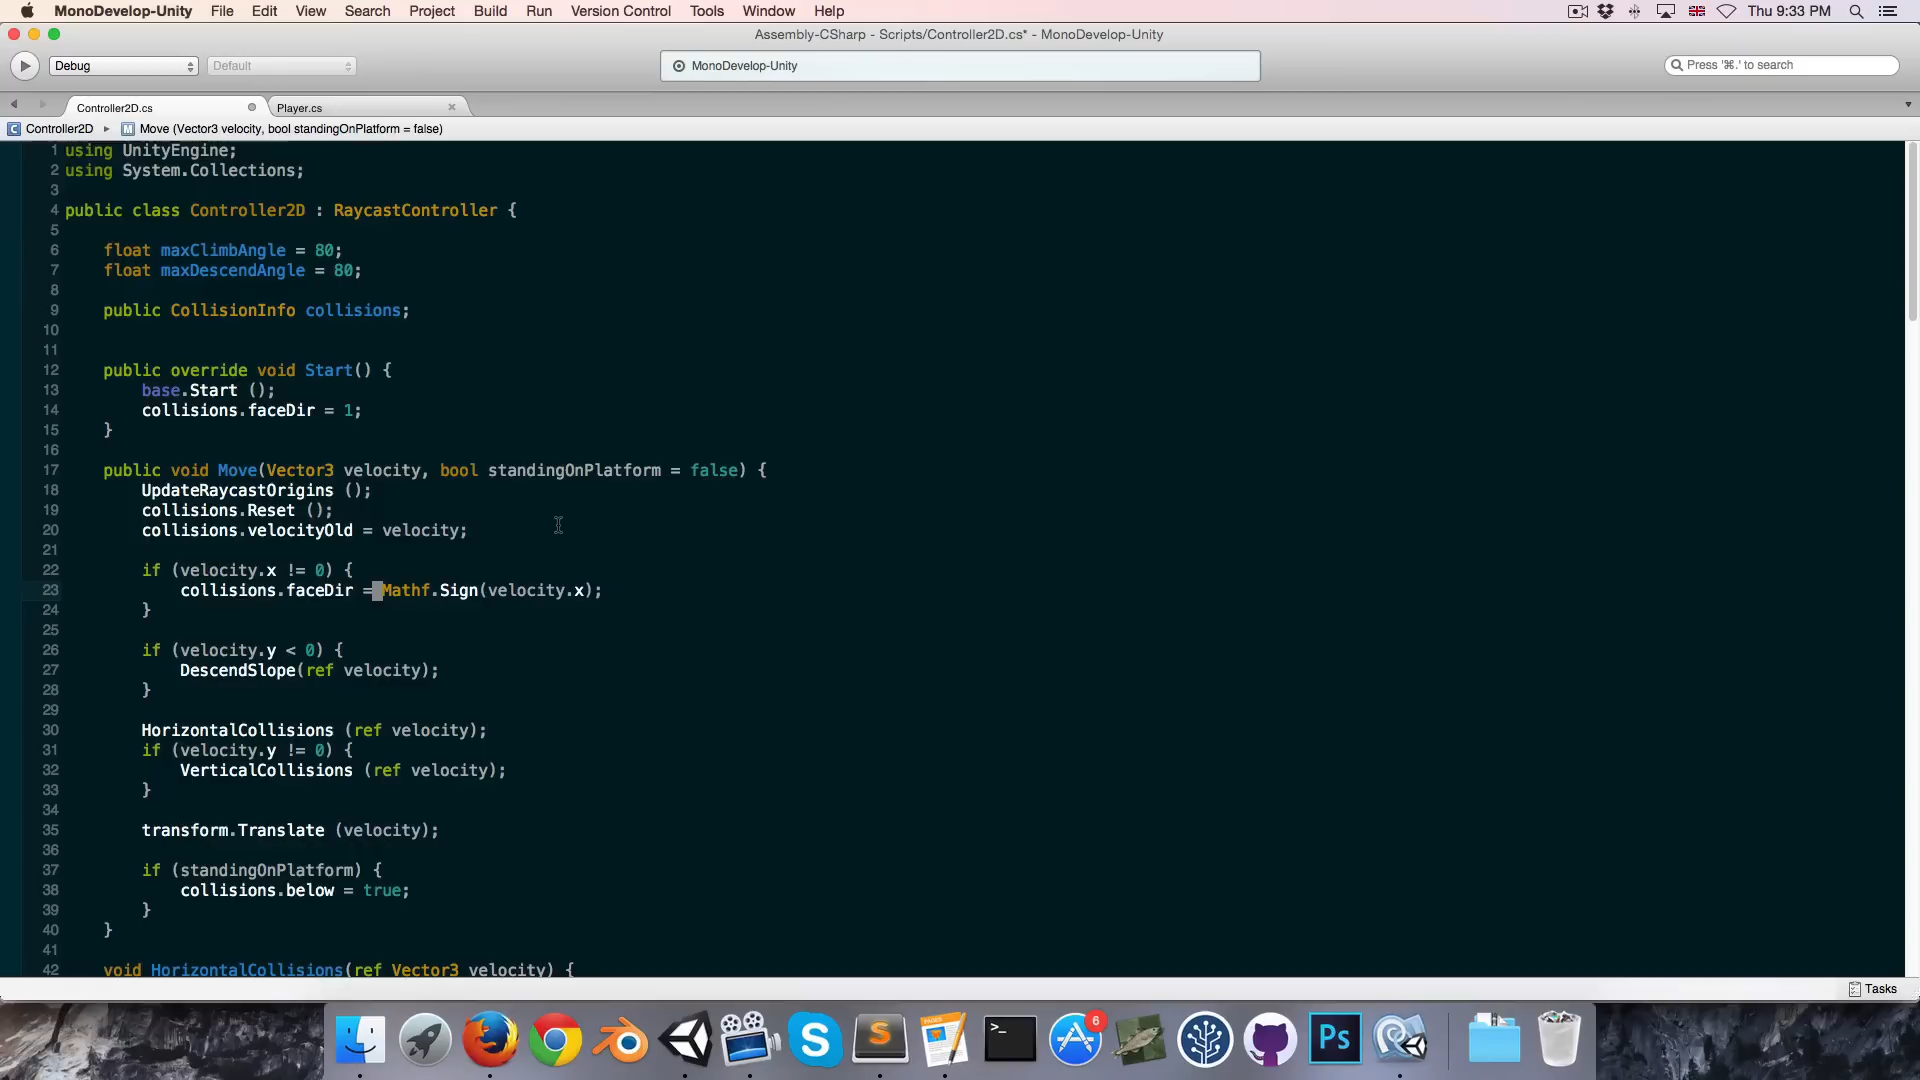 MonoDevelop-Unity File Edit View Search Project Build Run Version Control Tools Window Help Thu 9:33 PM
Assembly-CSharp - Scripts/Controller2D.cs* - MonoDevelop-Unity
Debug Default MonoDevelop-Unity Press '⌘.' to search
Controller2D.cs Player.cs
C Controller2D M Move (Vector3 velocity, bool standingOnPlatform = false)
1 using UnityEngine;
2 using System.Collections;
3
4 public class Controller2D : RaycastController {
5
6 float maxClimbAngle = 80;
7 float maxDescendAngle = 80;
8
9 public CollisionInfo collisions;
10
11
12 public override void Start() {
13 base.Start ();
14 collisions.faceDir = 1;
15 }
16
17 public void Move(Vector3 velocity, bool standingOnPlatform = false) {
18 UpdateRaycastOrigins ();
19 collisions.Reset ();
20 collisions.velocityOld = velocity;
21
22 if (velocity.x != 0) {
23 collisions.faceDir = Mathf.Sign(velocity.x);
24 }
25
26 if (velocity.y < 0) {
27 DescendSlope(ref velocity);
28 }
29
30 HorizontalCollisions (ref velocity);
31 if (velocity.y != 0) {
32 VerticalCollisions (ref velocity);
33 }
34
35 transform.Translate (velocity);
36
37 if (standingOnPlatform) {
38 collisions.below = true;
39 }
40 }
41
42 void HorizontalCollisions(ref Vector3 velocity) {
Tasks
PAGES
6
Ps